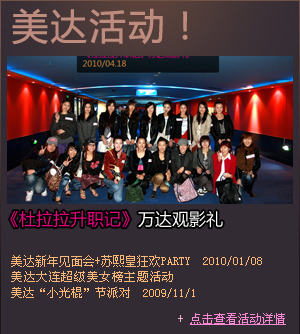 美达活动！
2010/04.18
《杜拉拉升职记》万达观影礼
美达新年见面会+苏熙皇狂欢PARTY 2010/01/08
美达大连超级美女榜主题活动
美达“小光棍”节派对 2009/11/1
+ 点击查看活动详情